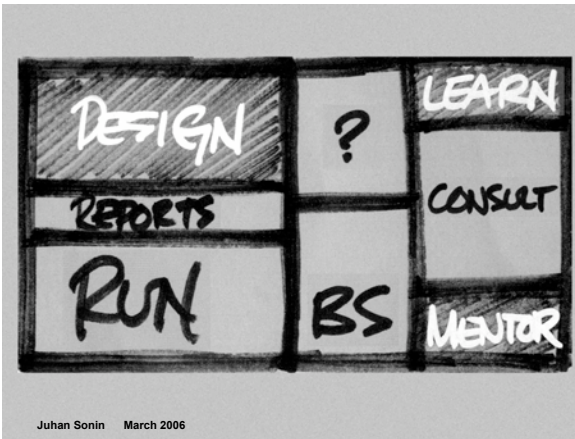 DESIGN
REPORTS
RUN
?
BS
LEARN
CONSULT
MENTOR
Juhan Sonin March 2006